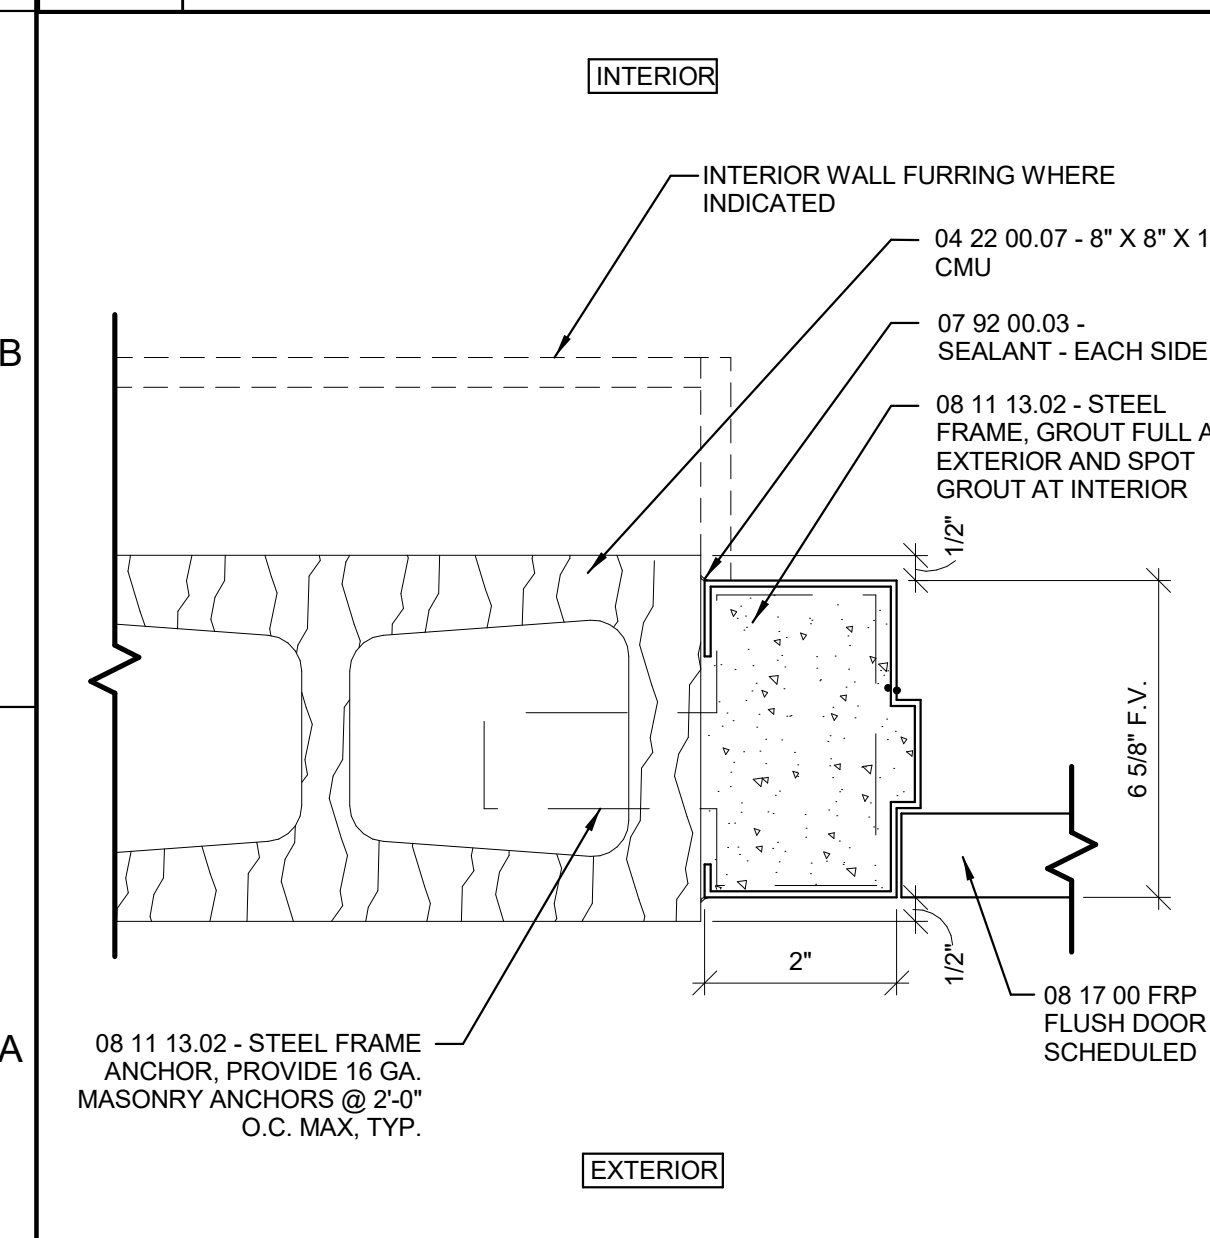 INTERIOR
INTERIOR WALL FURRING WHERE
INDICATED
04 22 00.07 - 8" X 8" X 1
CMU
07 92 00.03 -
SEALANT - EACH SIDE
08 11 13.02 - STEEL
FRAME, GROUT FULL A
EXTERIOR AND SPOT
GROUT AT INTERIOR
B
1/2"
6 5/8" F.V.
2"
1/2"
08 17 00 FRP
FLUSH DOOR
SCHEDULED
A
08 11 13.02 - STEEL FRAME
ANCHOR, PROVIDE 16 GA.
MASONRY ANCHORS @ 2'-0"
O.C. MAX, TYP.
EXTERIOR